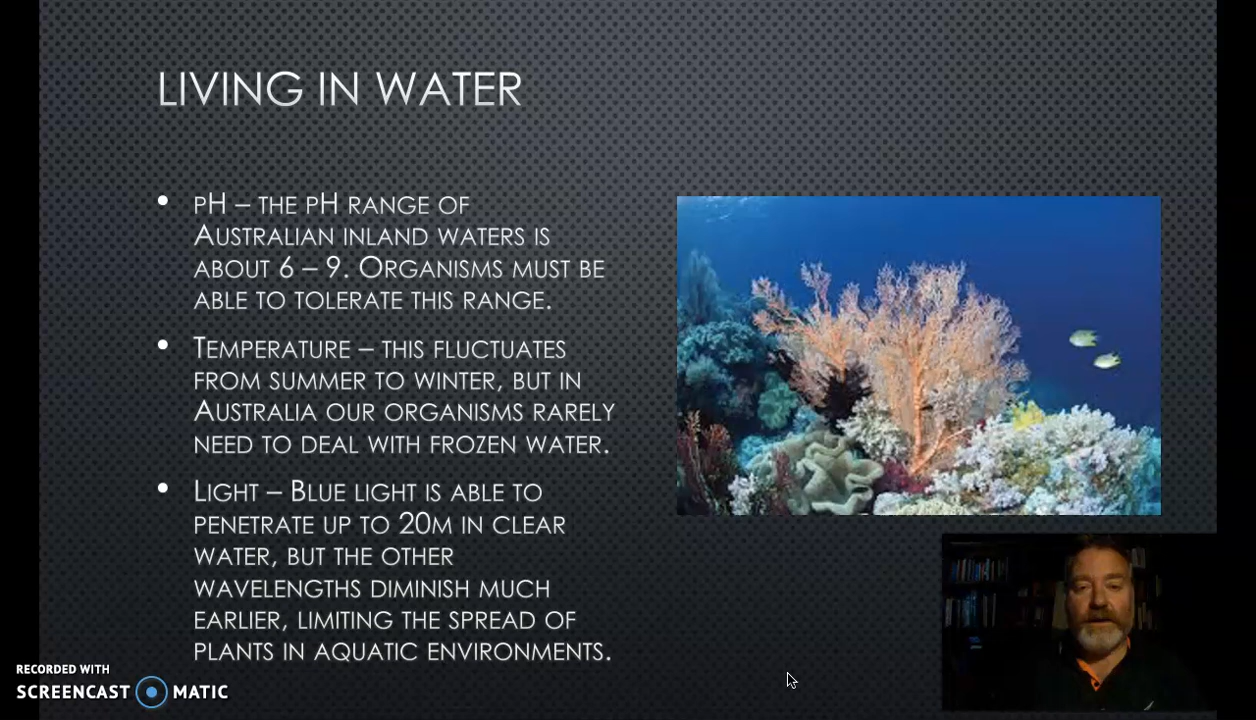 LIVING IN WATER
• pH – THE pH RANGE OF
AUSTRALIAN INLAND WATERS IS
ABOUT 6 – 9. ORGANISMS MUST BE
ABLE TO TOLERATE THIS RANGE.
• TEMPERATURE – THIS FLUCTUATES
FROM SUMMER TO WINTER, BUT IN
AUSTRALIA OUR ORGANISMS RARELY
NEED TO DEAL WITH FROZEN WATER.
• LIGHT – BLUE LIGHT IS ABLE TO
PENETRATE UP TO 20M IN CLEAR
WATER, BUT THE OTHER
WAVELENGTHS DIMINISH MUCH
EARLIER, LIMITING THE SPREAD OF
PLANTS IN AQUATIC ENVIRONMENTS.
RECORDED WITH
SCREENCAST MATIC